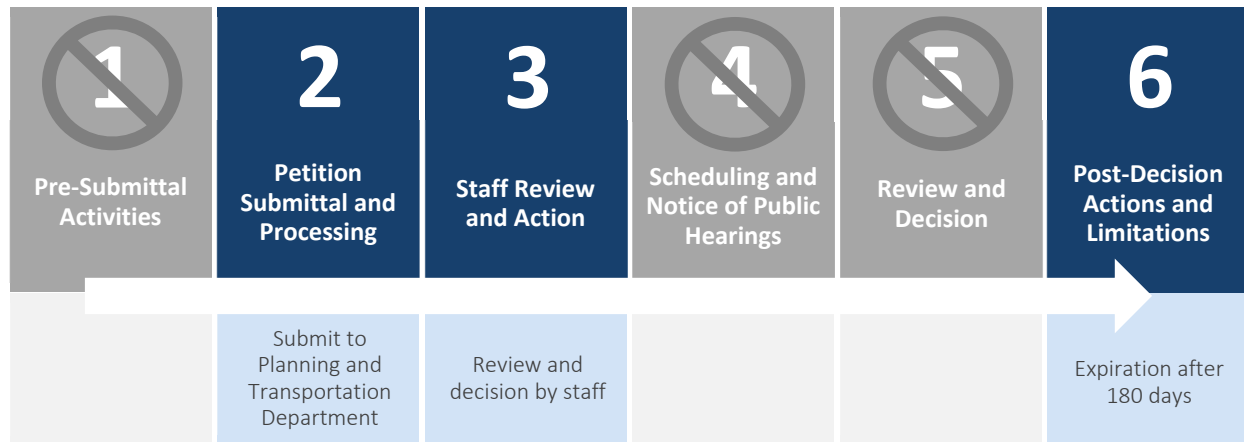 1
Pre-Submittal
Activities
2
Petition
Submittal and
Processing
Submit to
Planning and
Transportation
Department
3
Staff Review
and Action
Review and
decision by staff
4
Scheduling and
Notice of Public
Hearings
5
Review and
Decision
6
Post-Decision
Actions and
Limitations
Expiration after
180 days